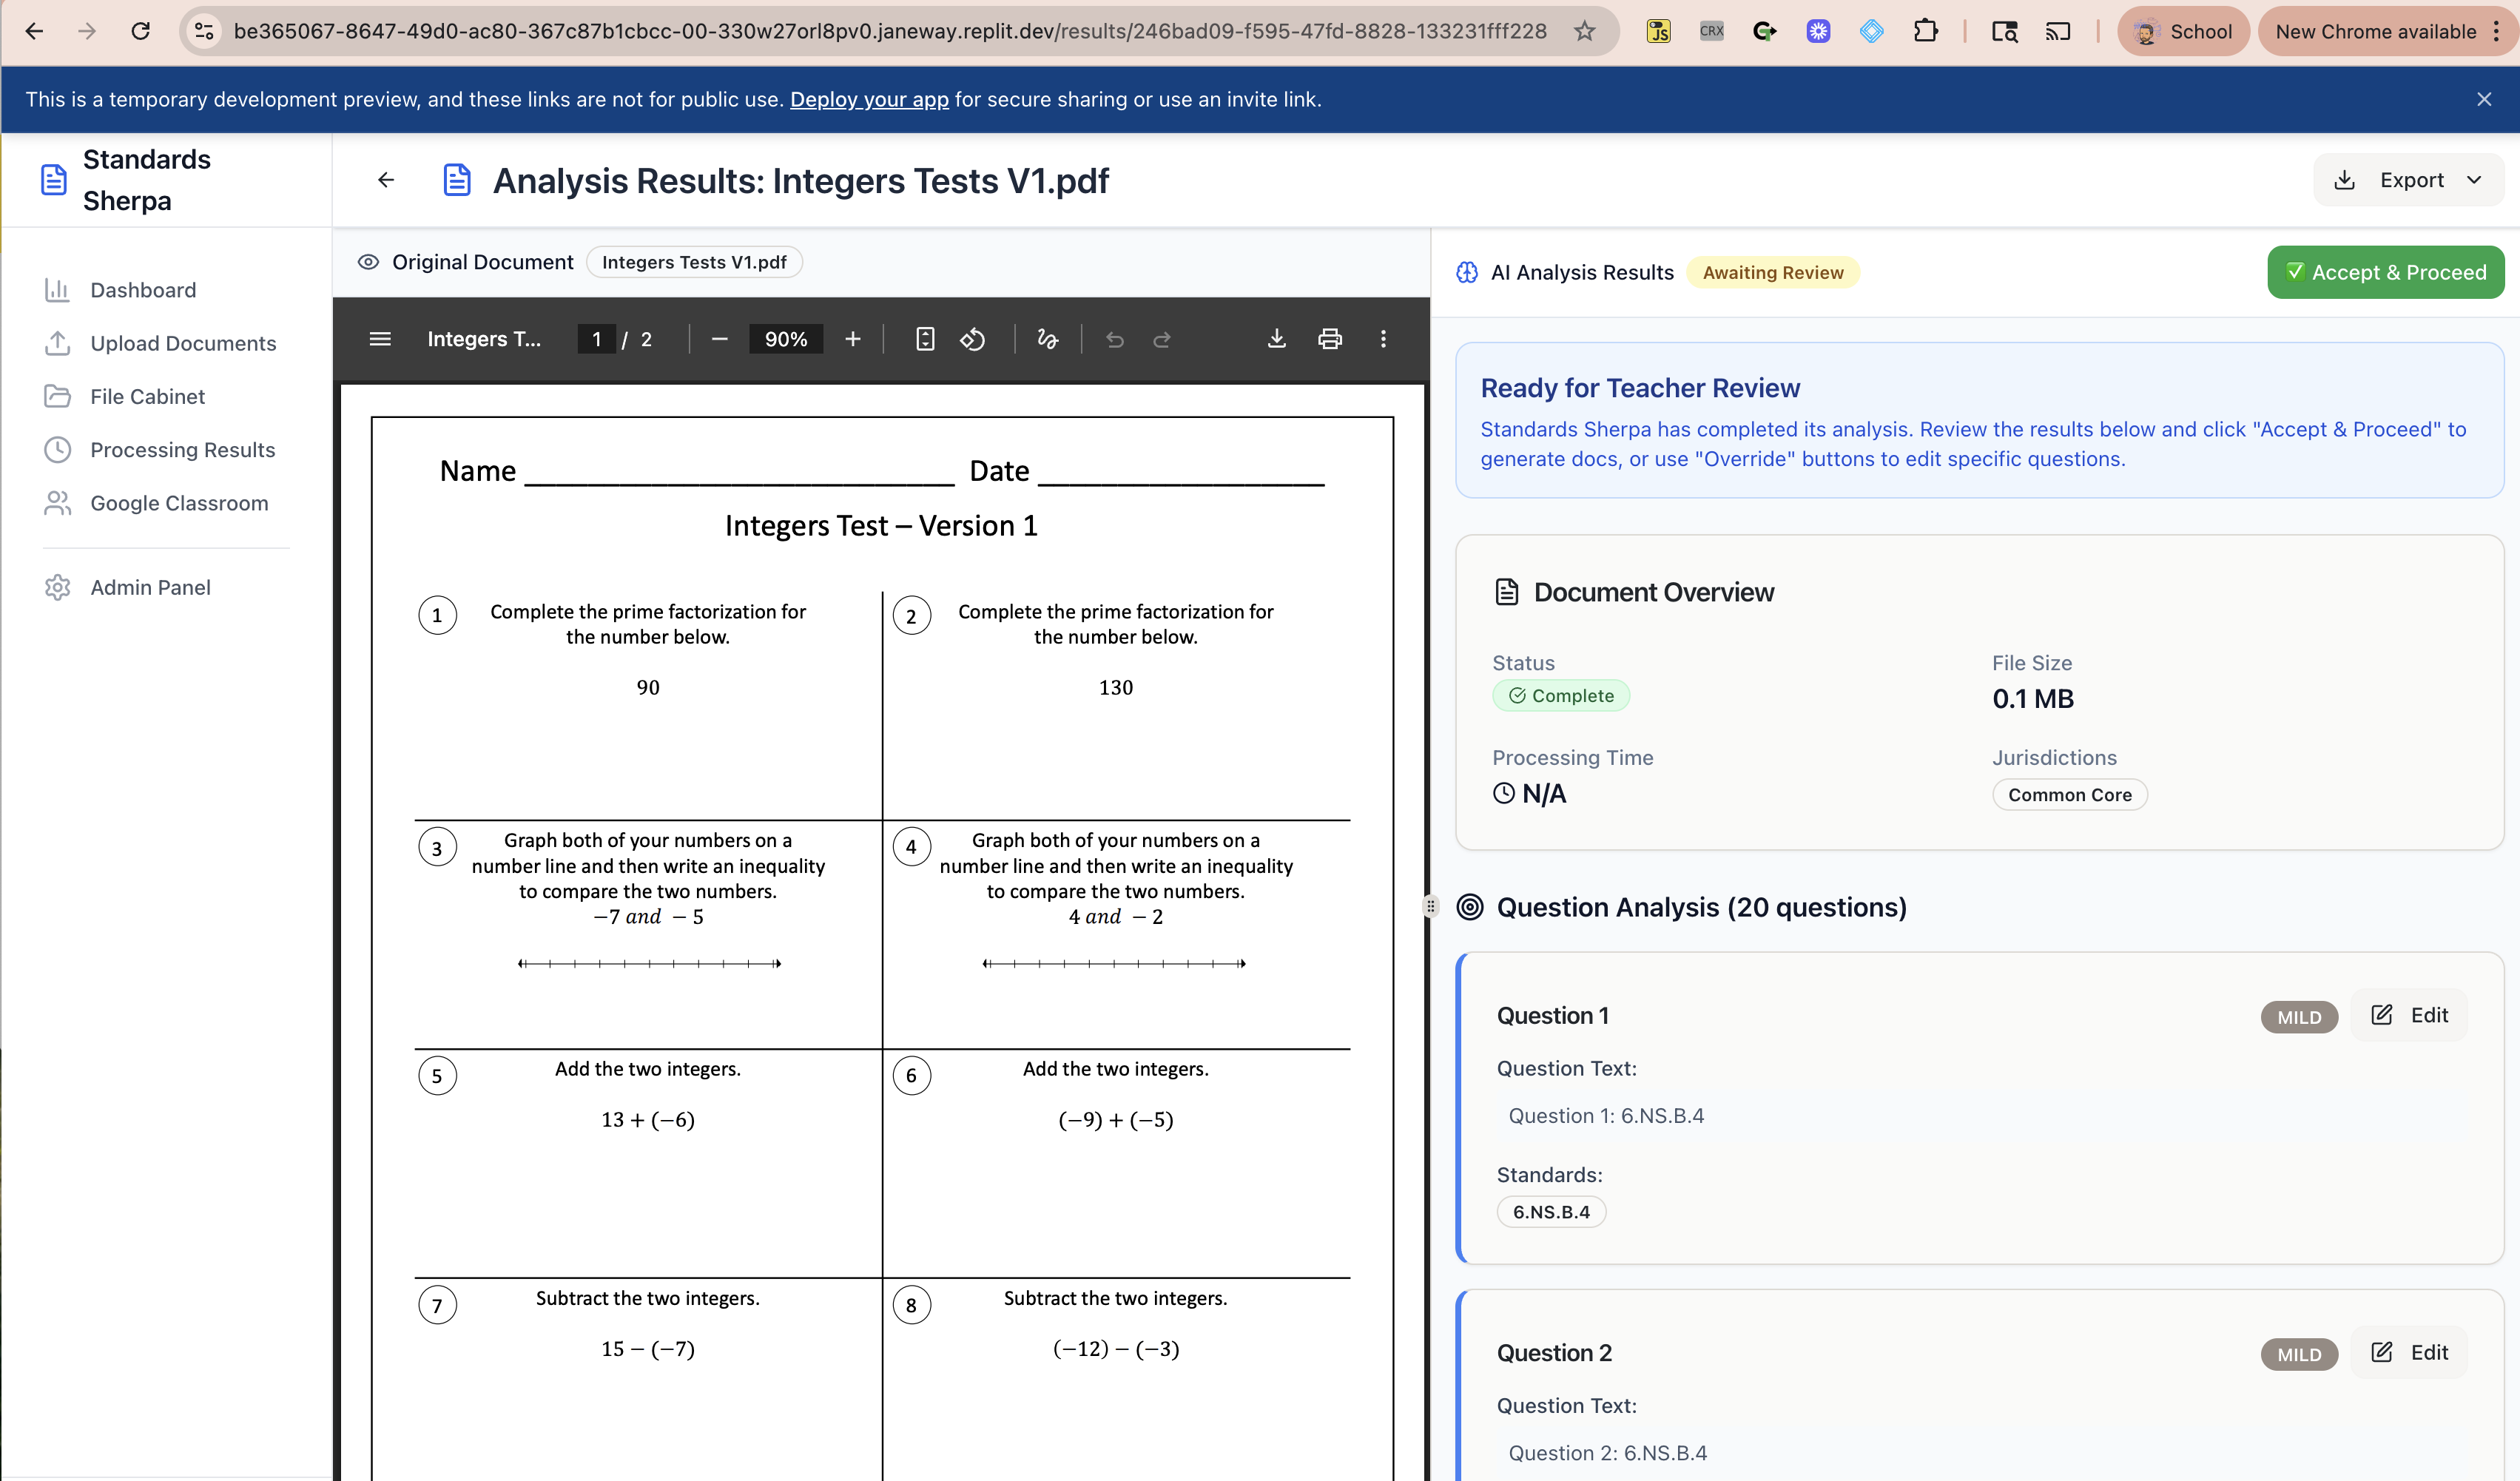 be365067-8647-49d0-ac80-367c87b1cbcc-00-330w27orl8pv0.janeway.replit.dev/results/246bad09-f595-47fd-8828-133231fff228
JS
CRX
School
New Chrome available
This is a temporary development preview, and these links are not for public use. Deploy your app for secure sharing or use an invite link.
Standards
Sherpa
Analysis Results: Integers Tests V1.pdf
Export
Dashboard
Upload Documents
File Cabinet
Processing Results
Google Classroom
Admin Panel
Original Document
Integers Tests V1.pdf
Integers T...
1 / 2
90%
Name ____________________________ Date ____________________
Integers Test – Version 1
1
Complete the prime factorization for
the number below.
90
2
Complete the prime factorization for
the number below.
130
3
Graph both of your numbers on a
number line and then write an inequality
to compare the two numbers.
−7 and − 5
4
Graph both of your numbers on a
number line and then write an inequality
to compare the two numbers.
4 and − 2
5
Add the two integers.
13 + (−6)
6
Add the two integers.
(−9) + (−5)
7
Subtract the two integers.
15 − (−7)
8
Subtract the two integers.
(−12) − (−3)
AI Analysis Results
Awaiting Review
✅ Accept & Proceed
Ready for Teacher Review
Standards Sherpa has completed its analysis. Review the results below and click "Accept & Proceed" to
generate docs, or use "Override" buttons to edit specific questions.
Document Overview
Status
Complete
File Size
0.1 MB
Processing Time
N/A
Jurisdictions
Common Core
Question Analysis (20 questions)
Question 1
MILD
Edit
Question Text:
Question 1: 6.NS.B.4
Standards:
6.NS.B.4
Question 2
MILD
Edit
Question Text:
Question 2: 6.NS.B.4